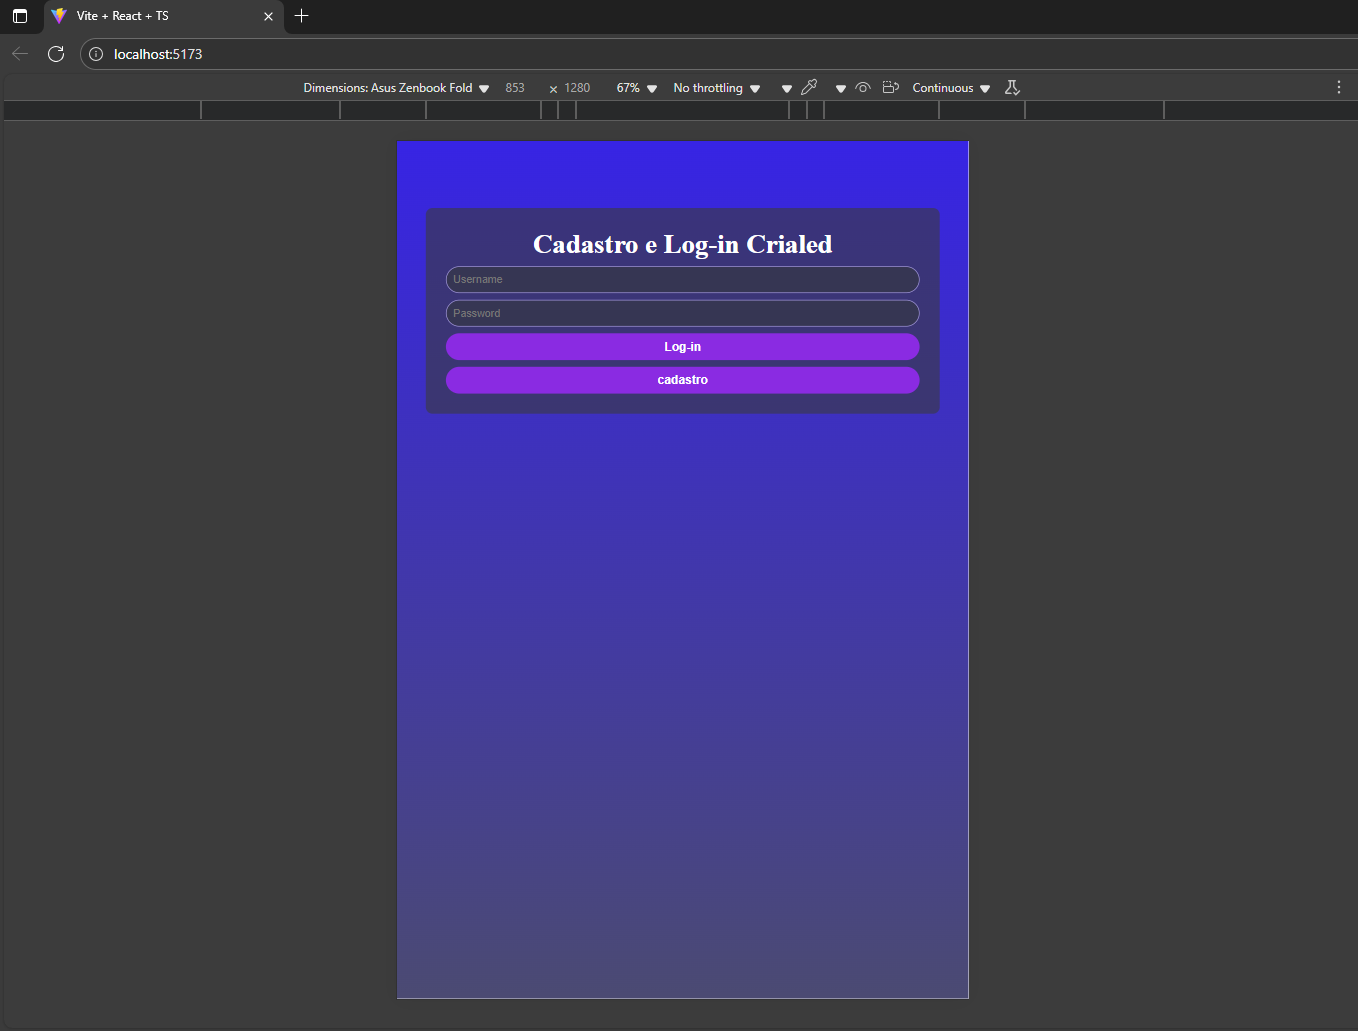 Vite + React + TS
localhost:5173
Dimensions: Asus Zenbook Fold 853 × 1280 67% No throttling Continuous
Cadastro e Log-in Crialed
Username
Password
Log-in
cadastro